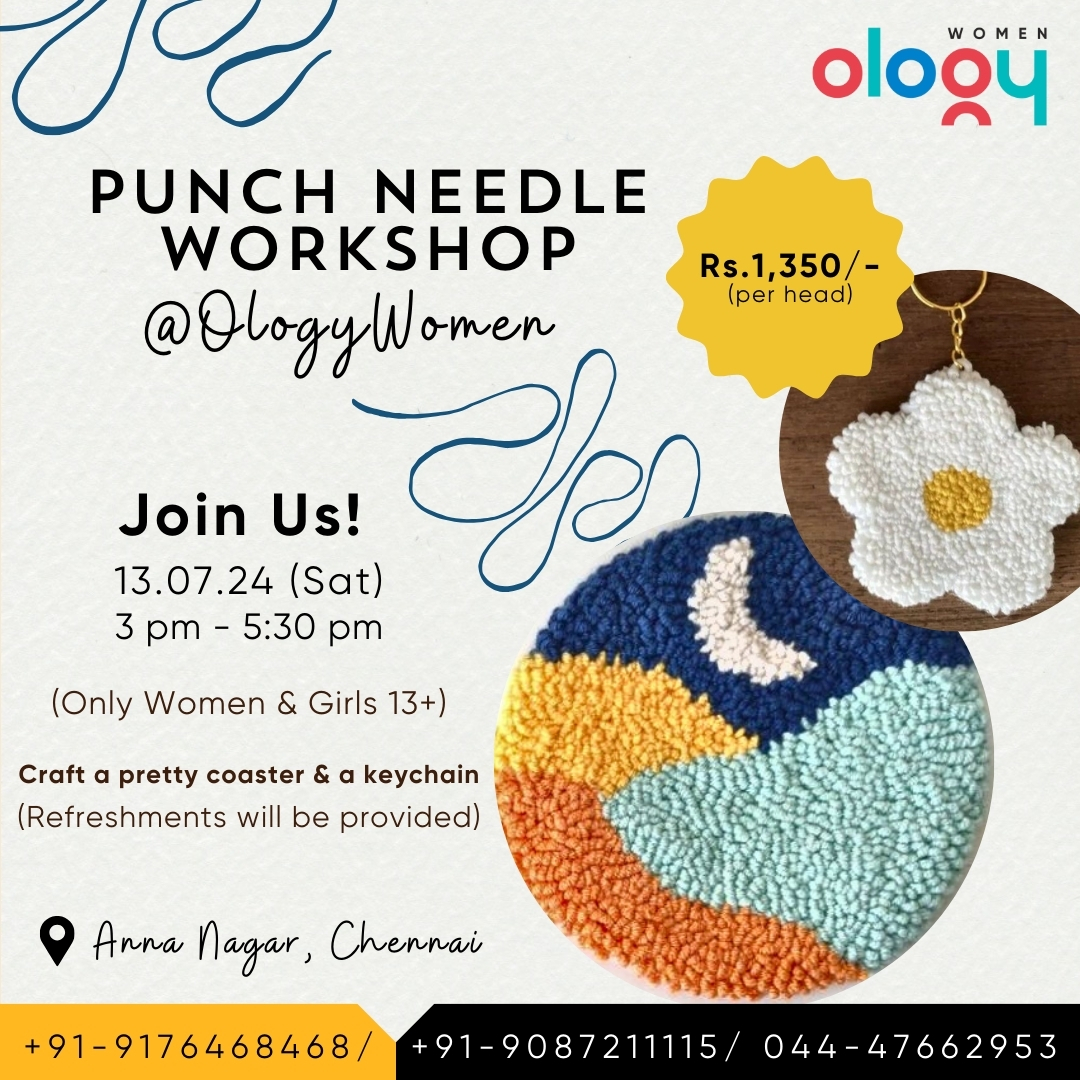 WOMEN
ology
PUNCH NEEDLE
WORKSHOP
@OlogyWomen
Rs.1,350/-
(per head)
Join Us!
13.07.24 (Sat)
3 pm - 5:30 pm
(Only Women & Girls 13+)
Craft a pretty coaster & a keychain
(Refreshments will be provided)
Anna Nagar, Chennai
+91-9176468468/ +91-9087211115/ 044-47662953